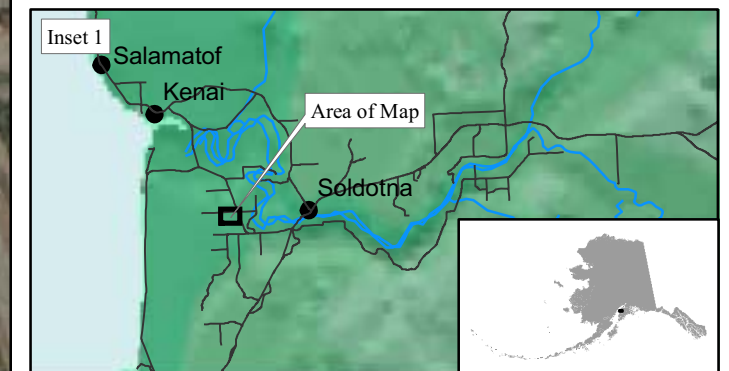 Inset 1
Salamatof
Kenai
Area of Map
Soldotna